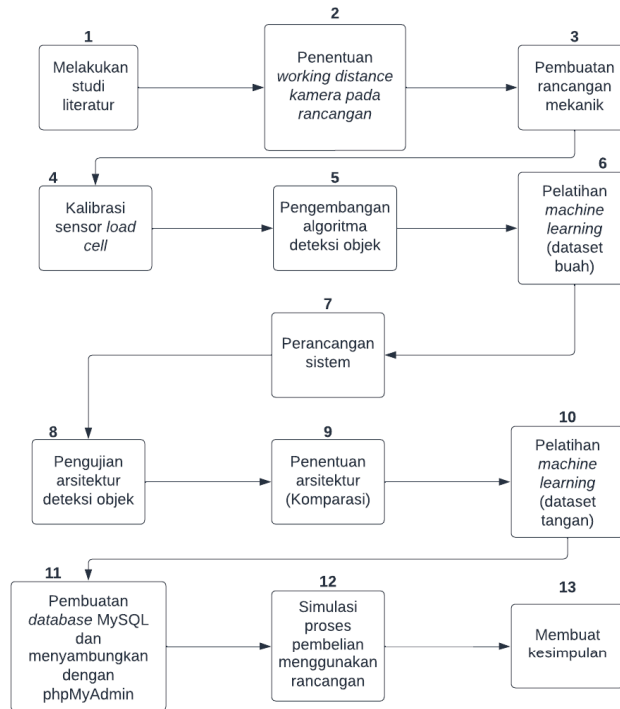 1
Melakukan
studi
literatur
2
Penentuan
working distance
kamera pada
rancangan
3
Pembuatan
rancangan
mekanik
4
Kalibrasi
sensor load
cell
5
Pengembangan
algoritma
deteksi objek
6
Pelatihan
machine
learning
(dataset
buah)
7
Perancangan
sistem
8
Pengujian
arsitektur
deteksi objek
9
Penentuan
arsitektur
(Komparasi)
10
Pelatihan
machine
learning
(dataset
tangan)
11
Pembuatan
database MySQL
dan
menyambungkan
dengan
phpMyAdmin
12
Simulasi
proses
pembelian
menggunakan
rancangan
13
Membuat
kesimpulan